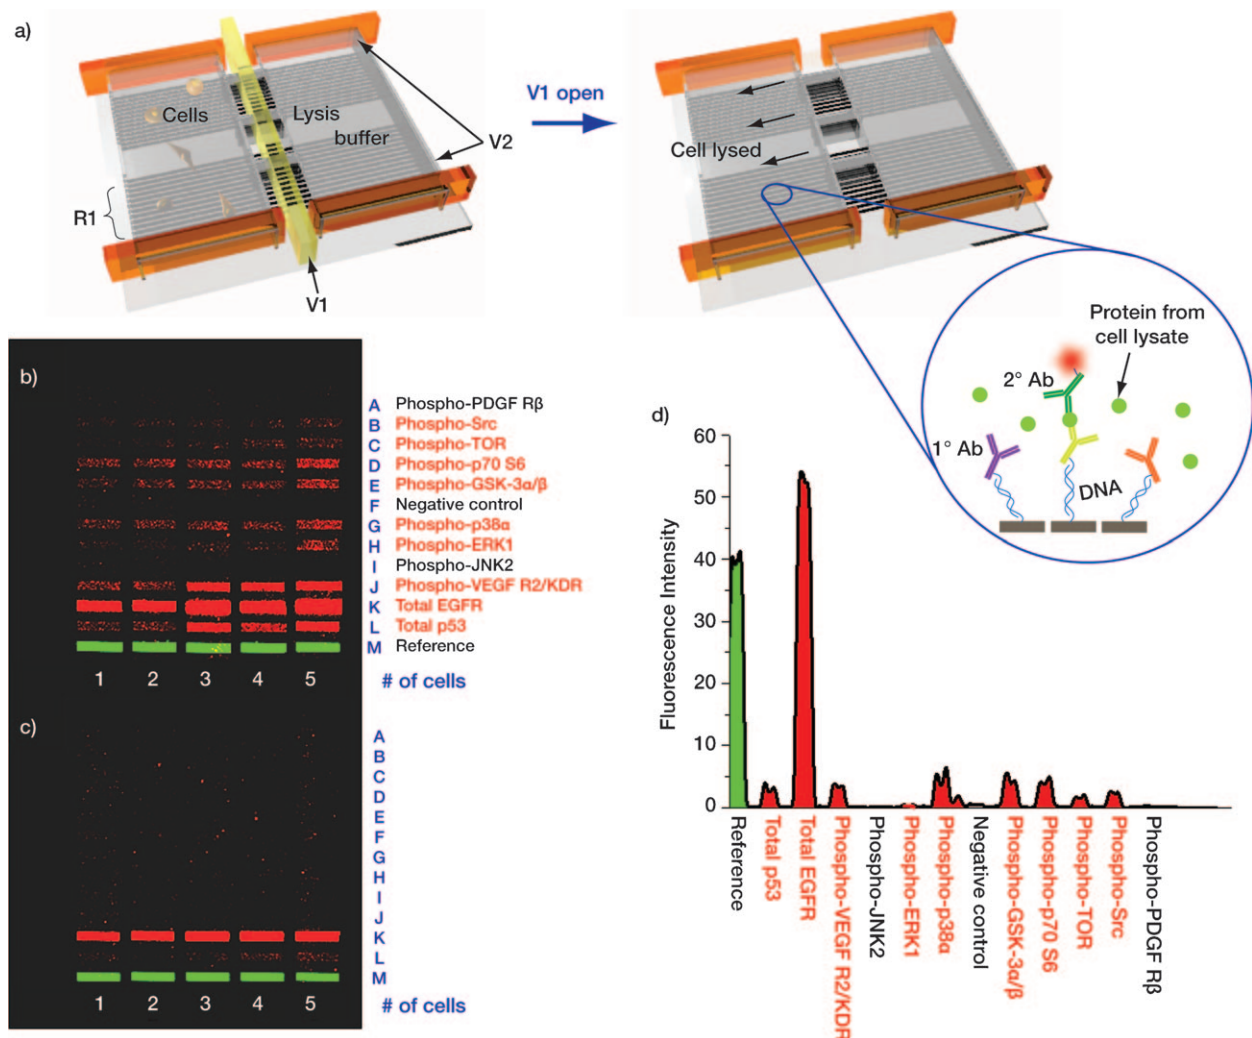 a)
Cells
Lysis
buffer
V2
R1
V1
V1 open
Cell lysed
Protein from
cell lysate
2° Ab
1° Ab
DNA
b)
A Phospho-PDGF Rβ
B Phospho-Src
C Phospho-TOR
D Phospho-p70 S6
E Phospho-GSK-3α/β
F Negative control
G Phospho-p38α
H Phospho-ERK1
I Phospho-JNK2
J Phospho-VEGF R2/KDR
K Total EGFR
L Total p53
M Reference
1 2 3 4 5 # of cells
c)
A
B
C
D
E
F
G
H
I
J
K
L
M
1 2 3 4 5 # of cells
d)
Fluorescence Intensity
60
50
40
30
20
10
0
Reference
Total p53
Total EGFR
Phospho-VEGF R2/KDR
Phospho-JNK2
Phospho-ERK1
Phospho-p38α
Negative control
Phospho-GSK-3α/β
Phospho-p70 S6
Phospho-TOR
Phospho-Src
Phospho-PDGF Rβ